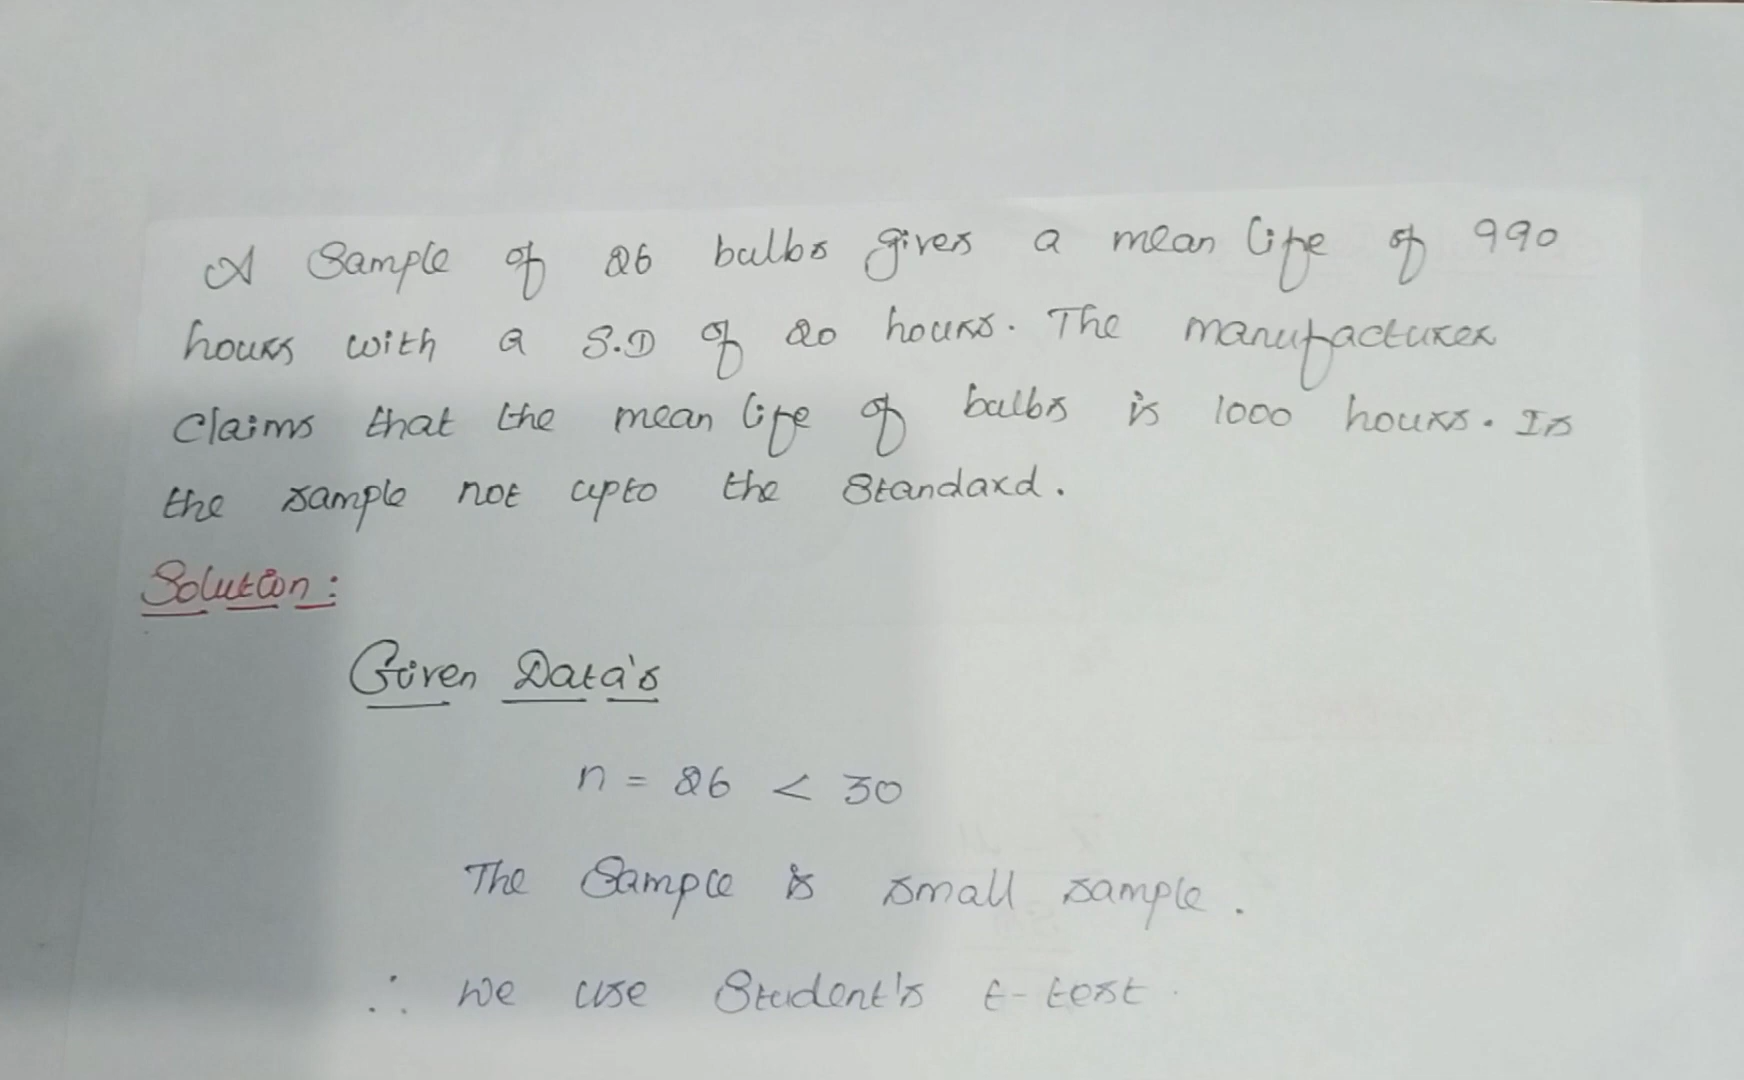 A Sample of 26 bulbs gives a mean life of 990
hours with a S.D of 20 hours. The manufacturer
claims that the mean life of bulbs is 1000 hours. Is
the sample not upto the Standard.
Solution:
Given Data's
n = 26 < 30
The Sample is small sample.
∴ we use Student's t-test.